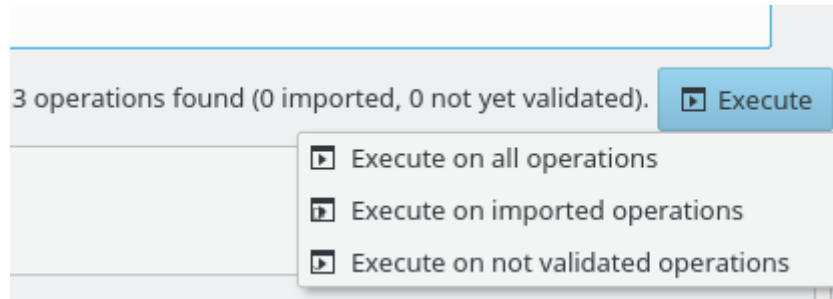 3 operations found (0 imported, 0 not yet validated). Execute
Execute on all operations
Execute on imported operations
Execute on not validated operations